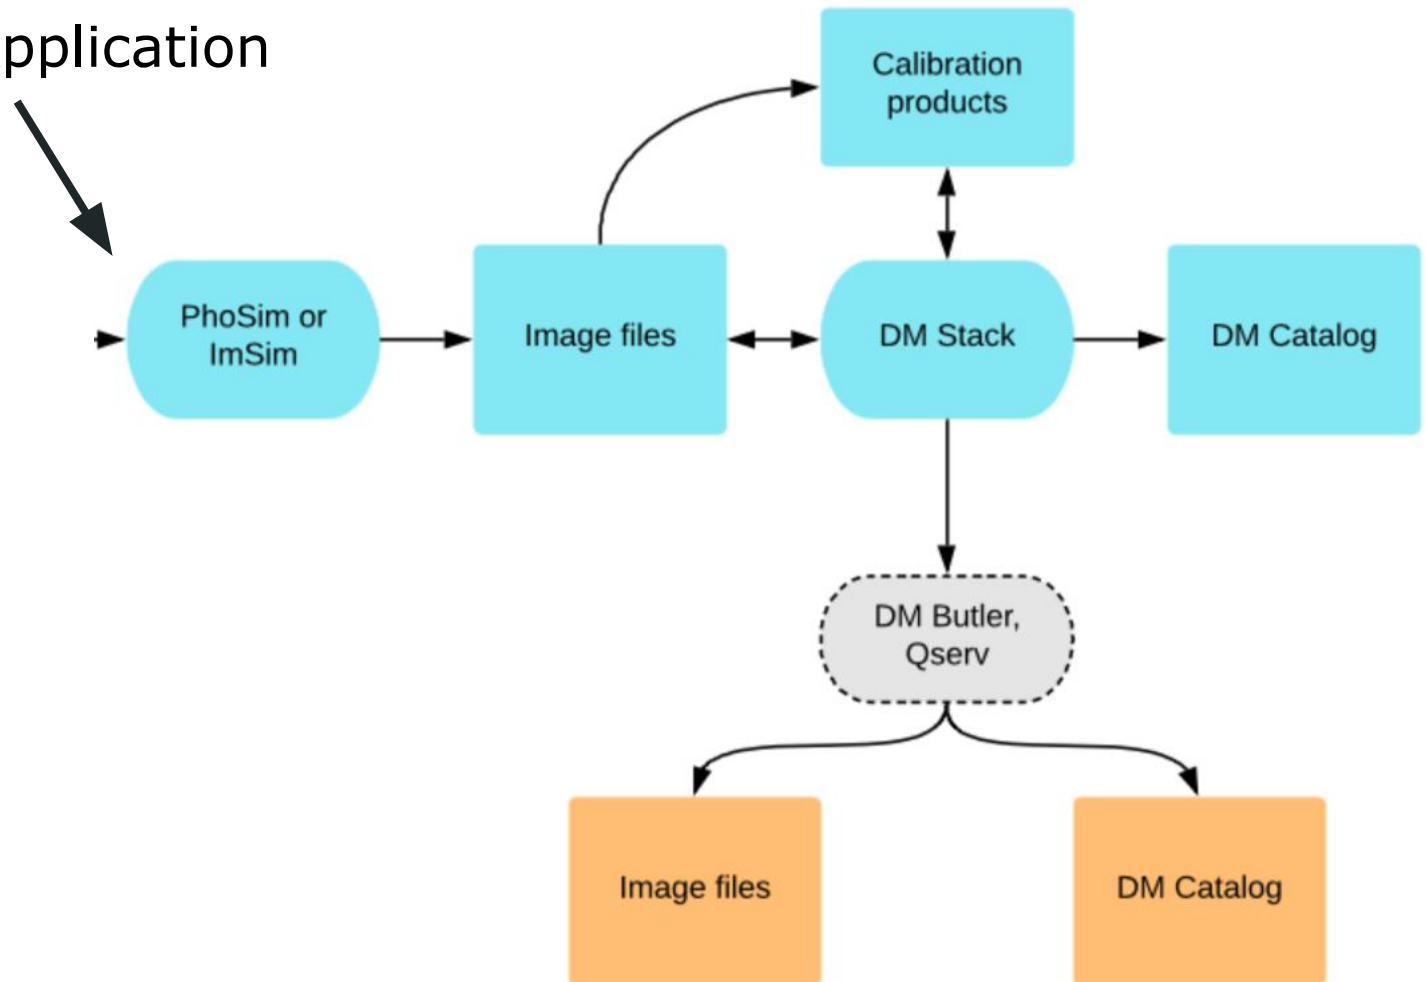 pplication
Calibration
products
PhoSim or
ImSim
Image files
DM Stack
DM Catalog
DM Butler,
Qserv
Image files
DM Catalog